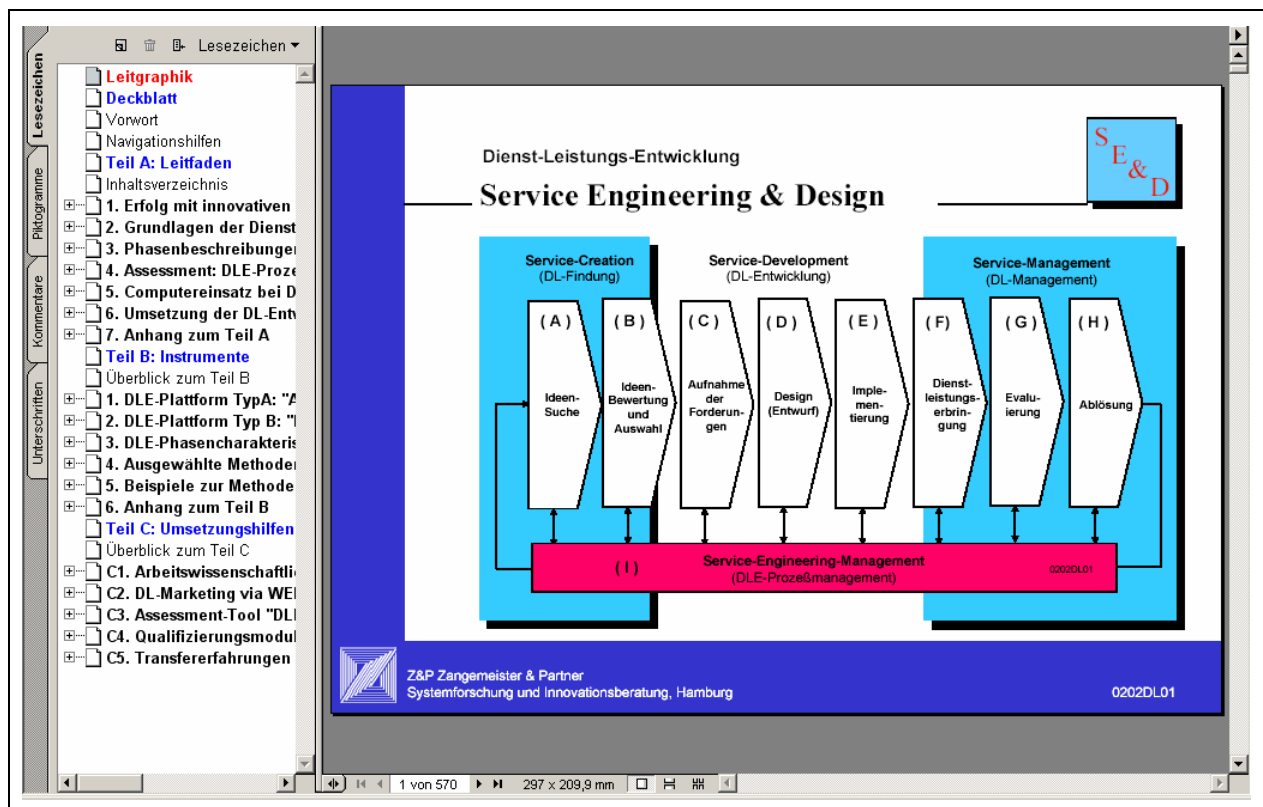 Lesezeichen
Lesezeichen
Piktogramme
Kommentare
Unterschriften
Leitgraphik
Deckblatt
Vorwort
Navigationshilfen
Teil A: Leitfaden
Inhaltsverzeichnis
1. Erfolg mit innovativen
2. Grundlagen der Dienst
3. Phasenbeschreibunge
4. Assessment: DLE-Proze
5. Computereinsatz bei D
6. Umsetzung der DL-Ent
7. Anhang zum Teil A
Teil B: Instrumente
Überblick zum Teil B
1. DLE-Plattform TypA: "A
2. DLE-Plattform Typ B: "
3. DLE-Phasencharakteris
4. Ausgewählte Methode
5. Beispiele zur Methode
6. Anhang zum Teil B
Teil C: Umsetzungshilfen
Überblick zum Teil C
C1. Arbeitswissenschaftli
C2. DL-Marketing via WE
C3. Assessment-Tool "DL
C4. Qualifizierungsmodu
C5. Transfererfahrungen
Dienst-Leistungs-Entwicklung
Service Engineering & Design
S E & D
Service-Creation
(DL-Findung)
Service-Development
(DL-Entwicklung)
Service-Management
(DL-Management)
( A )
Ideen-
Suche
( B )
Ideen-
Bewertung
und
Auswahl
( C )
Aufnahme
der
Forderun-
gen
( D )
Design
(Entwurf)
( E )
Imple-
men-
tierung
( F)
Dienst-
leistungs-
erbrin-
gung
( G )
Evalu-
ierung
( H )
Ablösung
( I )
Service-Engineering-Management
(DLE-Prozeßmanagement)
0202DL01
Z&P Zangemeister & Partner
Systemforschung und Innovationsberatung, Hamburg
0202DL01
1 von 570
297 x 209,9 mm